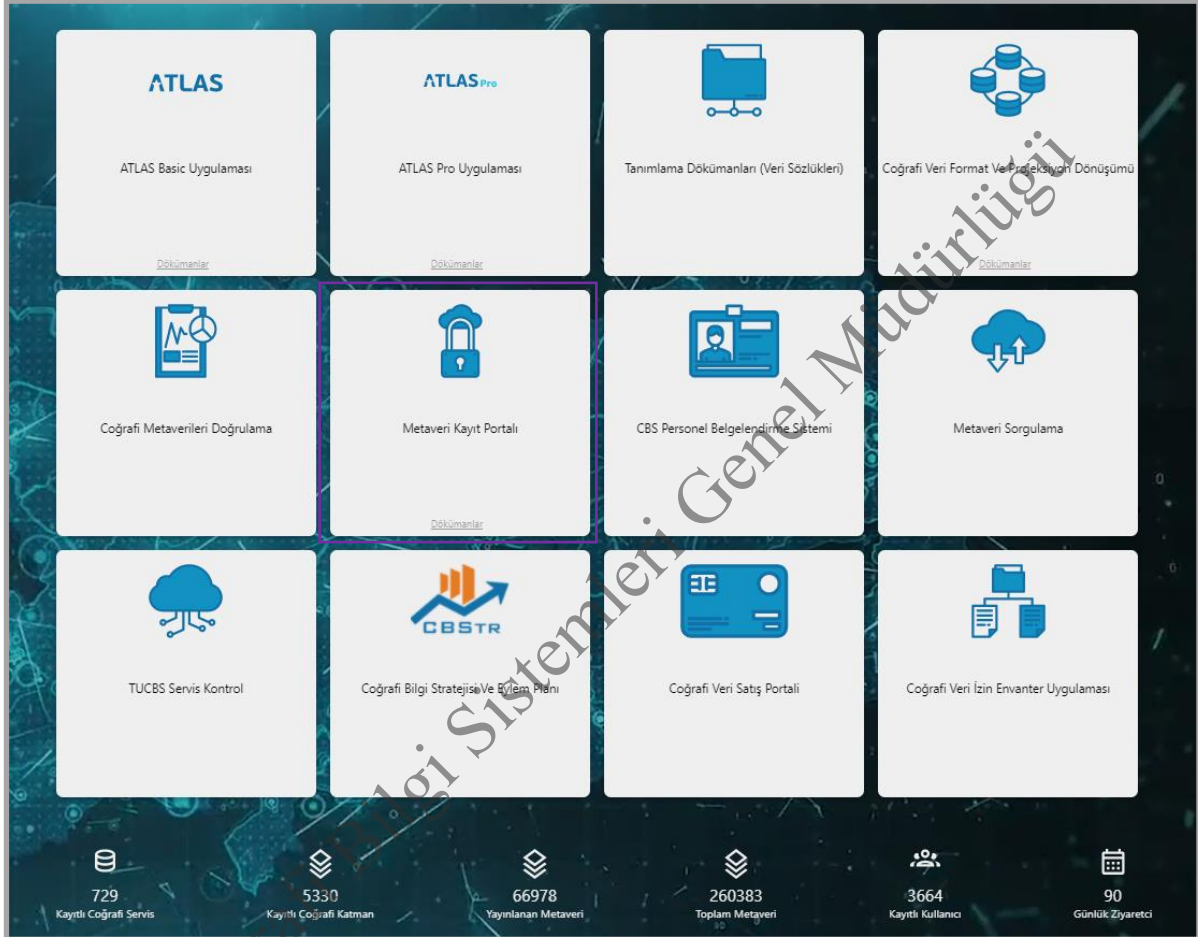 ATLAS
ATLAS Pro
ATLAS Basic Uygulaması
ATLAS Pro Uygulaması
Tanımlama Dökümanları (Veri Sözlükleri)
Coğrafi Veri Format Ve Projeksiyon Dönüşümü
Dökümanlar
Dökümanlar
Dökümanlar
Coğrafi Metaverileri Doğrulama
Metaveri Kayıt Portalı
CBS Personel Belgelendirme Sistemi
Metaveri Sorgulama
Dökümanlar
CBSTR
TUCBS Servis Kontrol
Coğrafi Bilgi Stratejisi Ve Eylem Planı
Coğrafi Veri Satış Portali
Coğrafi Veri İzin Envanter Uygulaması
729
5330
66978
260383
3664
90
Kayıtlı Coğrafi Servis
Kayıtlı Coğrafi Katman
Yayınlanan Metaveri
Toplam Metaveri
Kayıtlı Kullanıcı
Günlük Ziyaretci
Bilgi Sistemleri Genel Müdürlüğü